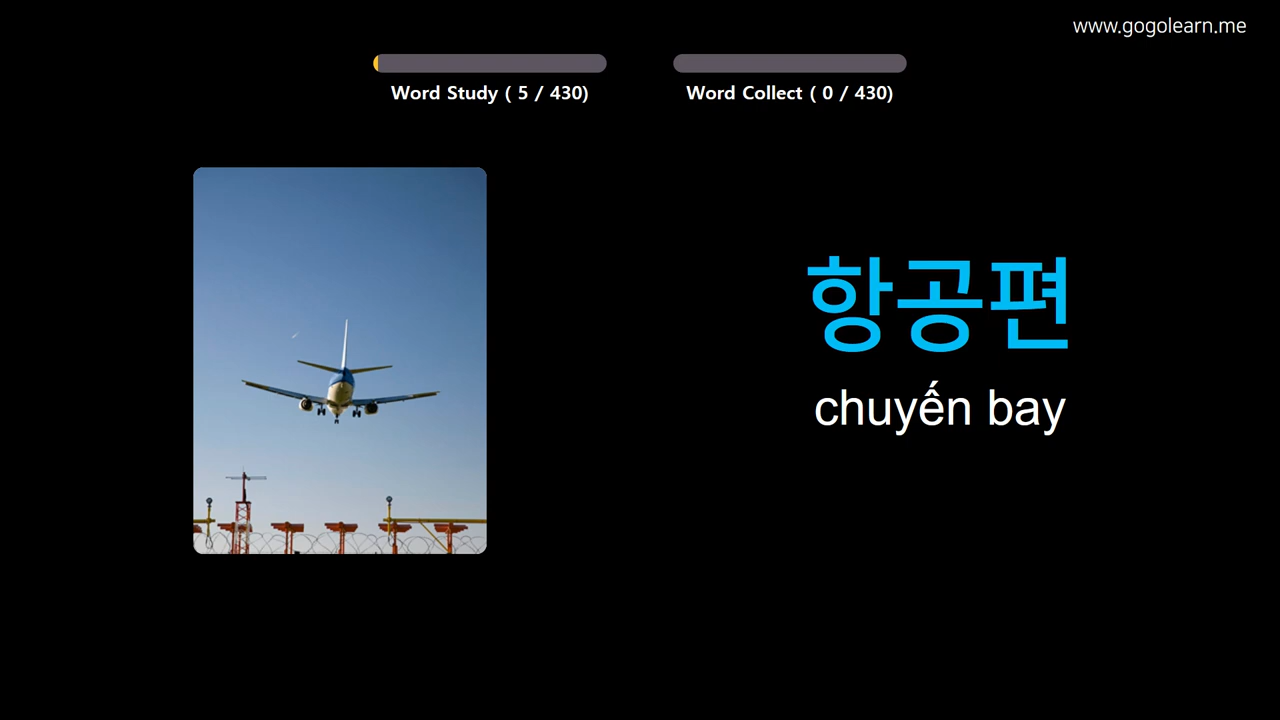 www.gogolearn.me
Word Study ( 5 / 430)
Word Collect ( 0 / 430)
항공편
chuyến bay